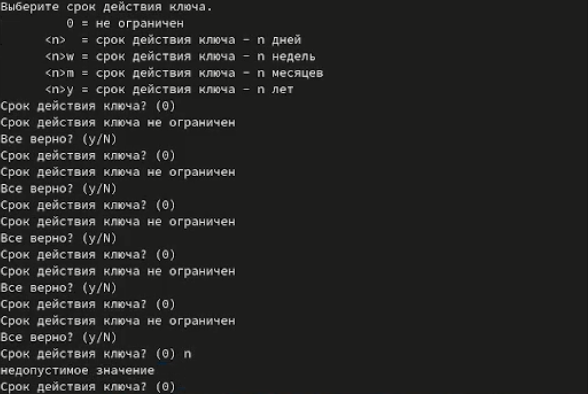 Выберите срок действия ключа.
0 = не ограничен
<n> = срок действия ключа - n дней
<n>w = срок действия ключа - n недель
<n>m = срок действия ключа - n месяцев
<n>y = срок действия ключа - n лет
Срок действия ключа? (0)
Срок действия ключа не ограничен
Все верно? (y/N)
Срок действия ключа? (0)
Срок действия ключа не ограничен
Все верно? (y/N)
Срок действия ключа? (0)
Срок действия ключа не ограничен
Все верно? (y/N)
Срок действия ключа? (0)
Срок действия ключа не ограничен
Все верно? (y/N)
Срок действия ключа? (0)
Срок действия ключа не ограничен
Все верно? (y/N)
Срок действия ключа? (0) n
недопустимое значение
Срок действия ключа? (0)